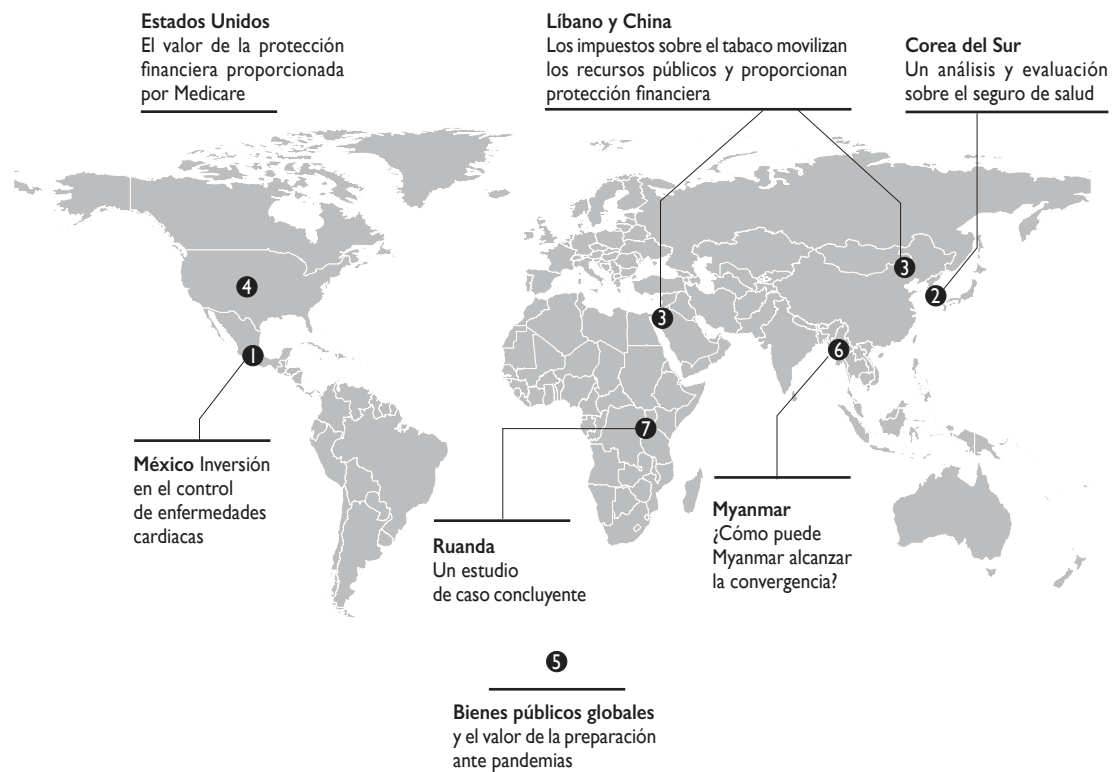 Estados Unidos
El valor de la protección
financiera proporcionada
por Medicare
Líbano y China
Los impuestos sobre el tabaco movilizan
los recursos públicos y proporcionan
protección financiera
Corea del Sur
Un análisis y evaluación
sobre el seguro de salud
4
3
2
3
1
6
7
México Inversión
en el control
de enfermedades
cardiacas
Ruanda
Un estudio
de caso concluyente
Myanmar
¿Cómo puede
Myanmar alcanzar
la convergencia?
5
Bienes públicos globales
y el valor de la preparación
ante pandemias